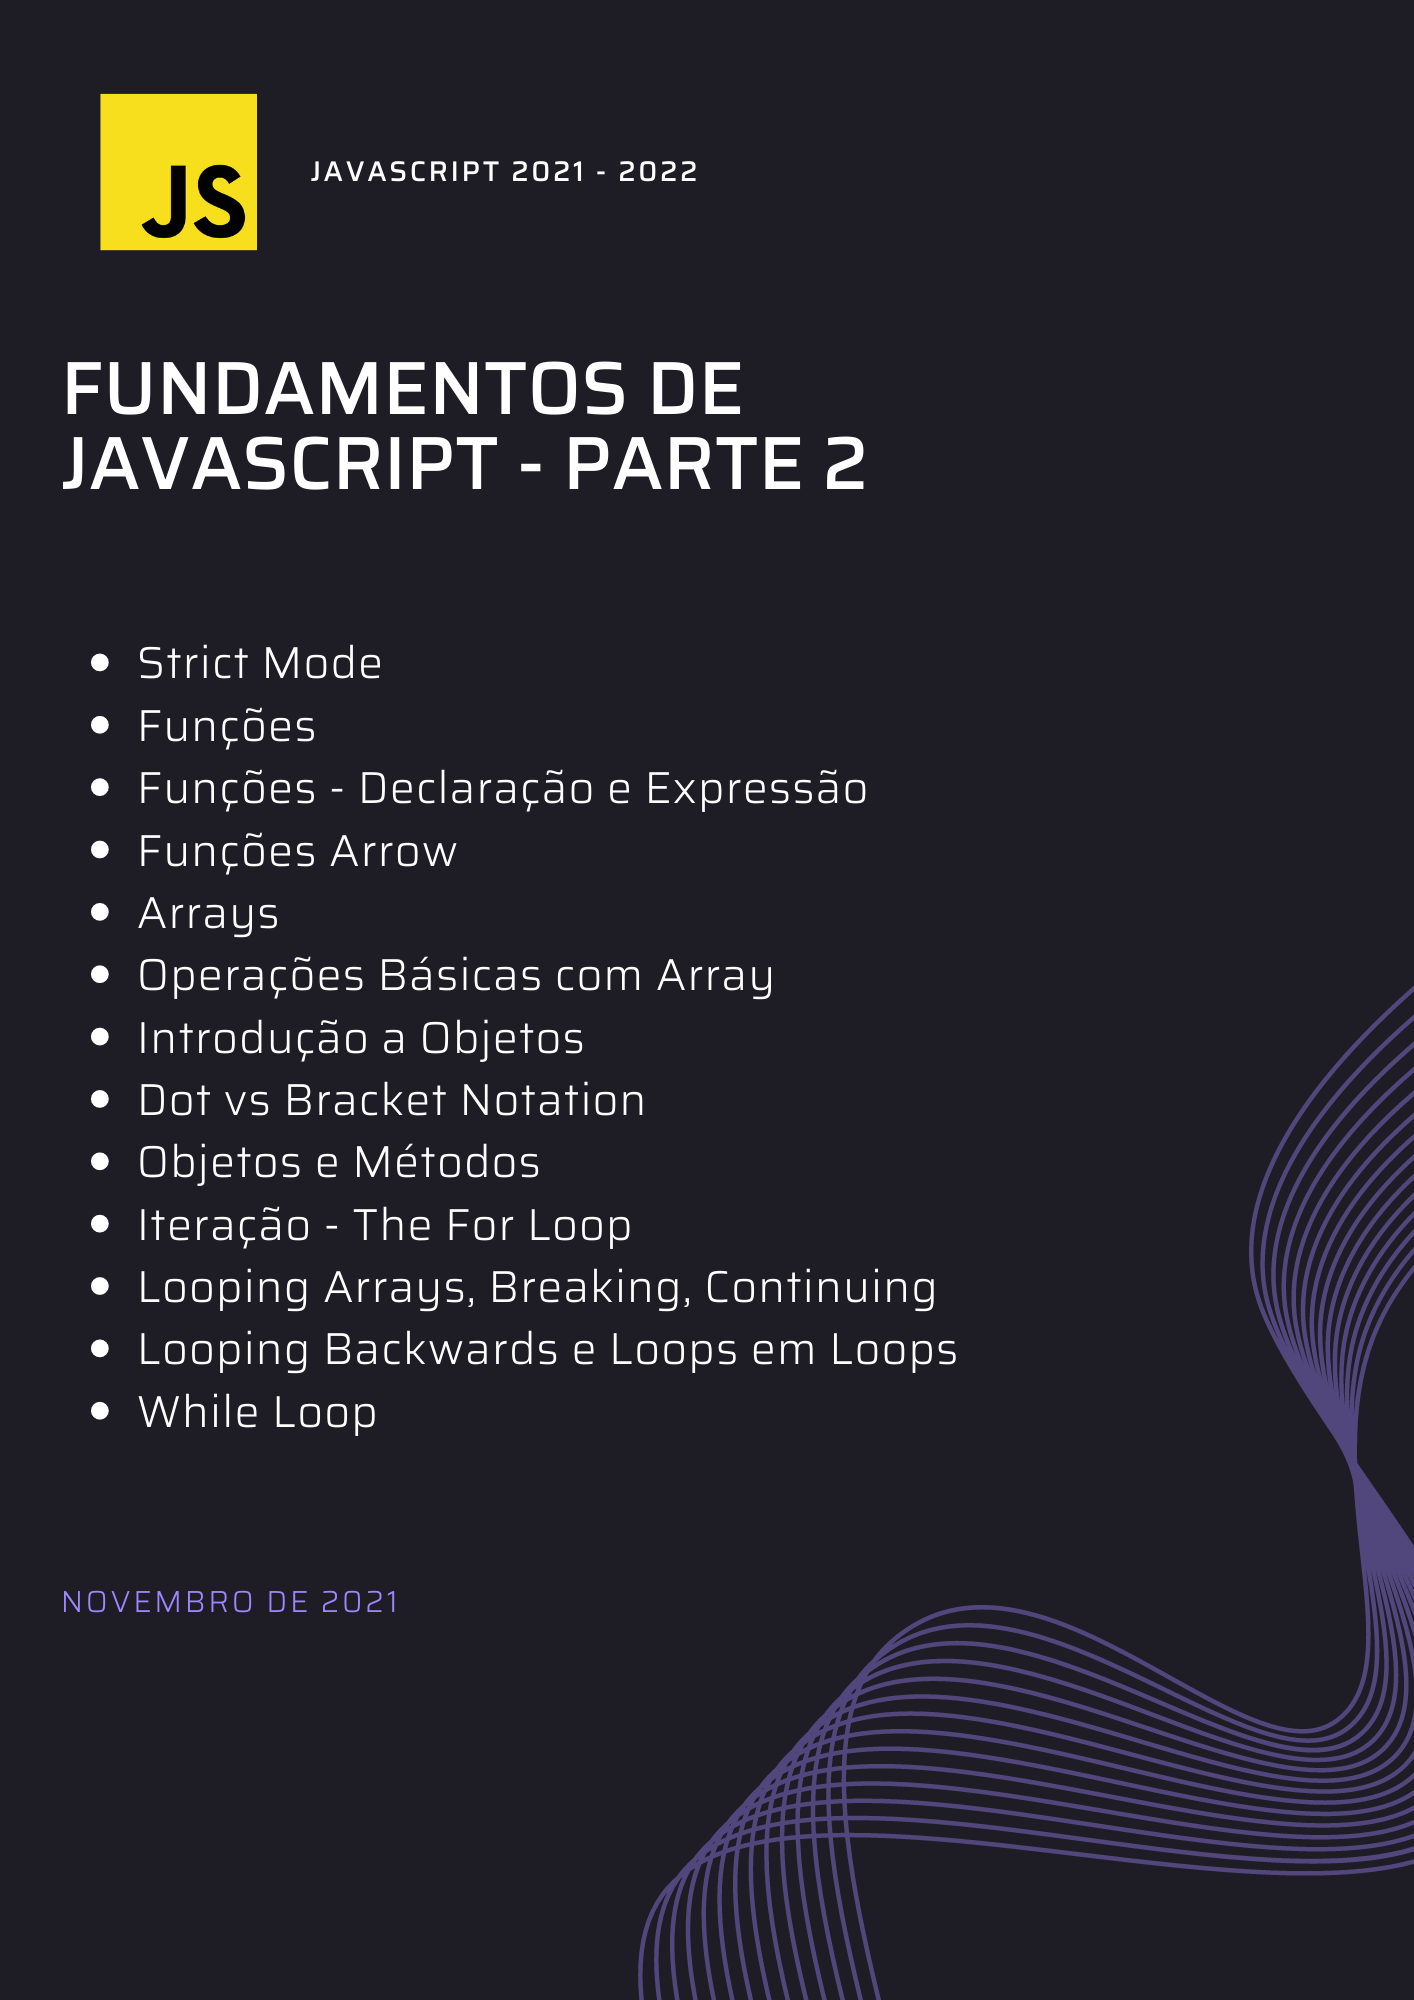 JS
JAVASCRIPT 2021 - 2022
FUNDAMENTOS DE
JAVASCRIPT - PARTE 2
Strict Mode
Funções
Funções - Declaração e Expressão
Funções Arrow
Arrays
Operações Básicas com Array
Introdução a Objetos
Dot vs Bracket Notation
Objetos e Métodos
Iteração - The For Loop
Looping Arrays, Breaking, Continuing
Looping Backwards e Loops em Loops
While Loop
NOVEMBRO DE 2021